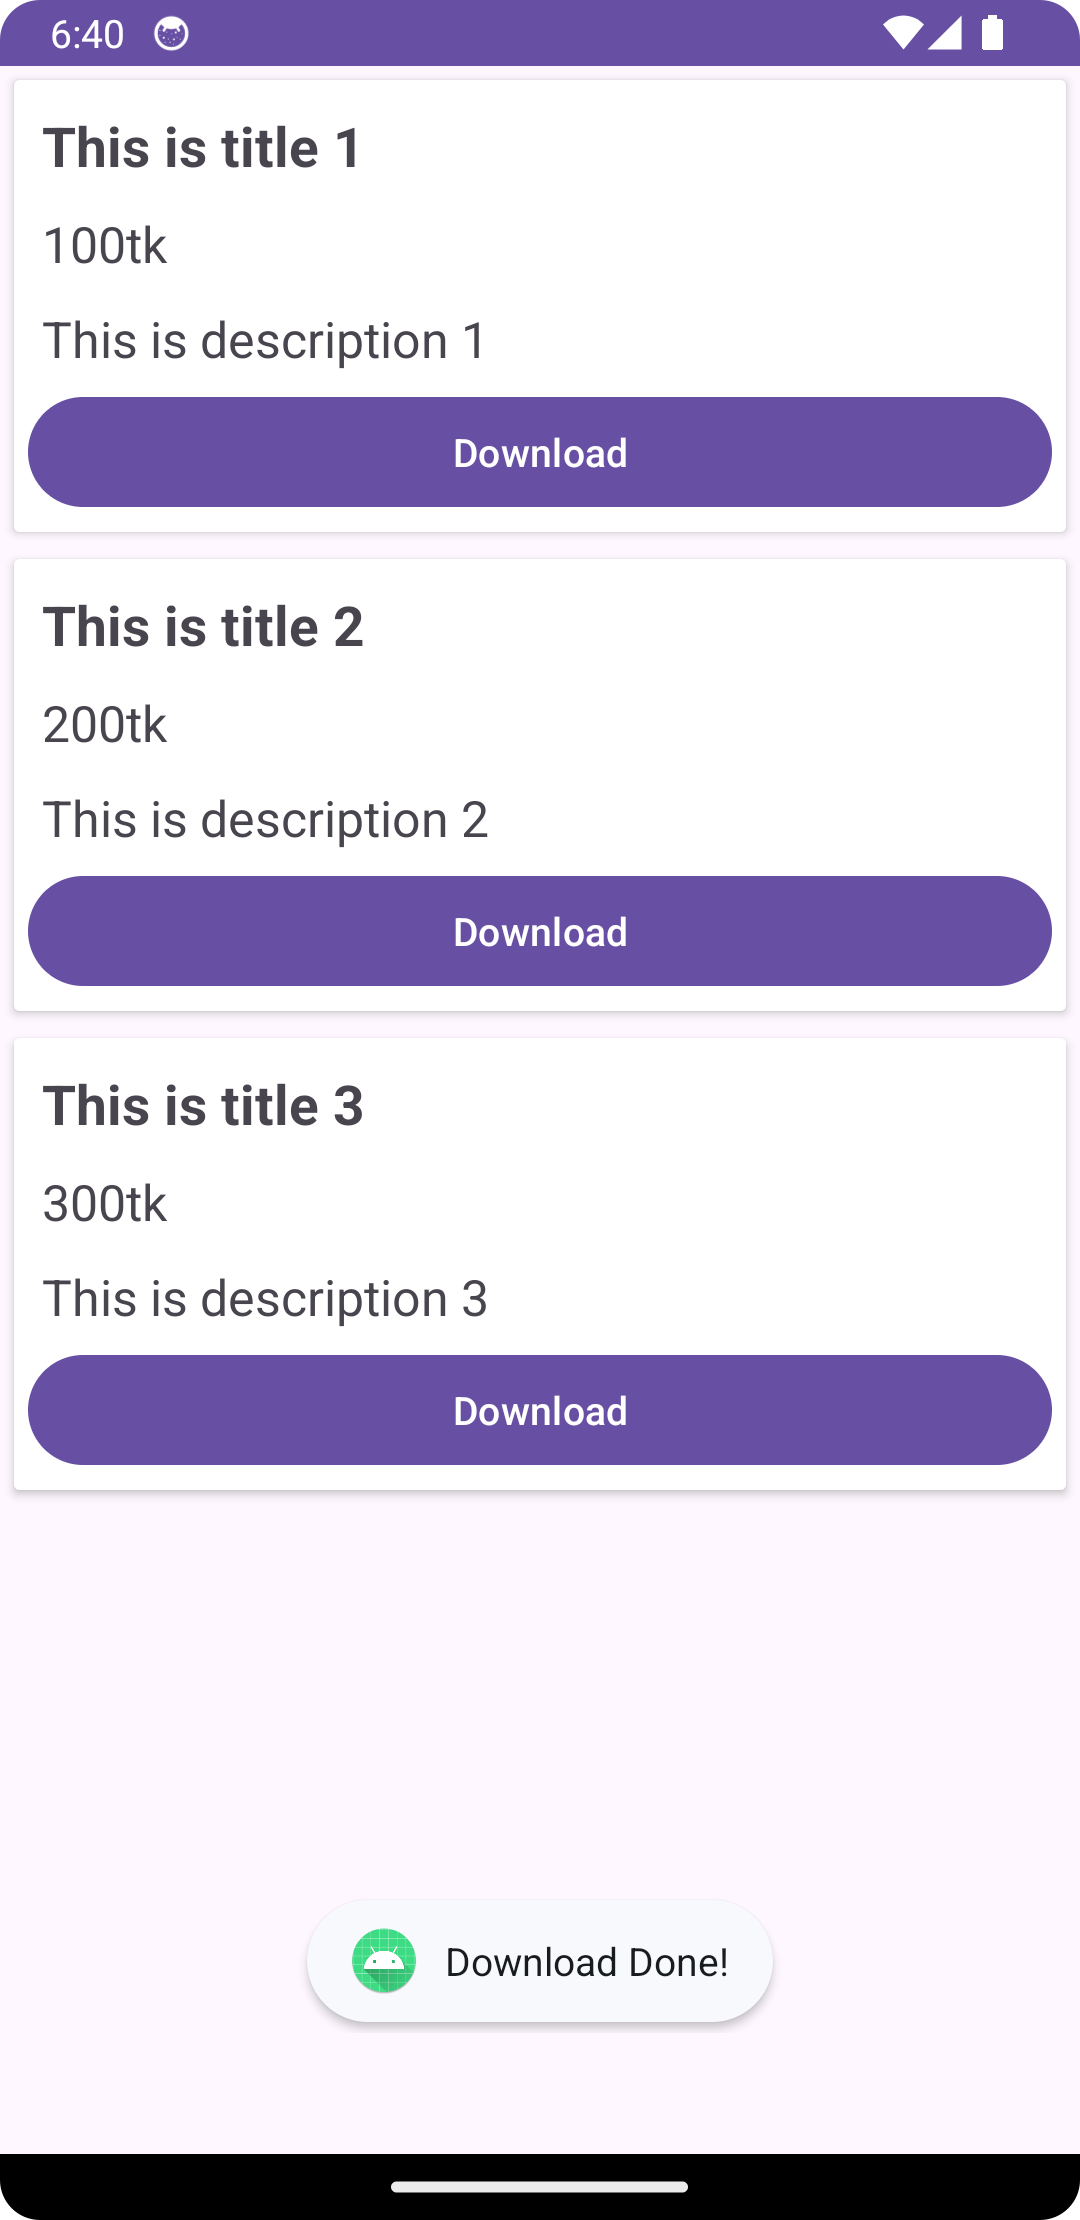 6:40
This is title 1
100tk
This is description 1
Download
This is title 2
200tk
This is description 2
Download
This is title 3
300tk
This is description 3
Download
Download Done!